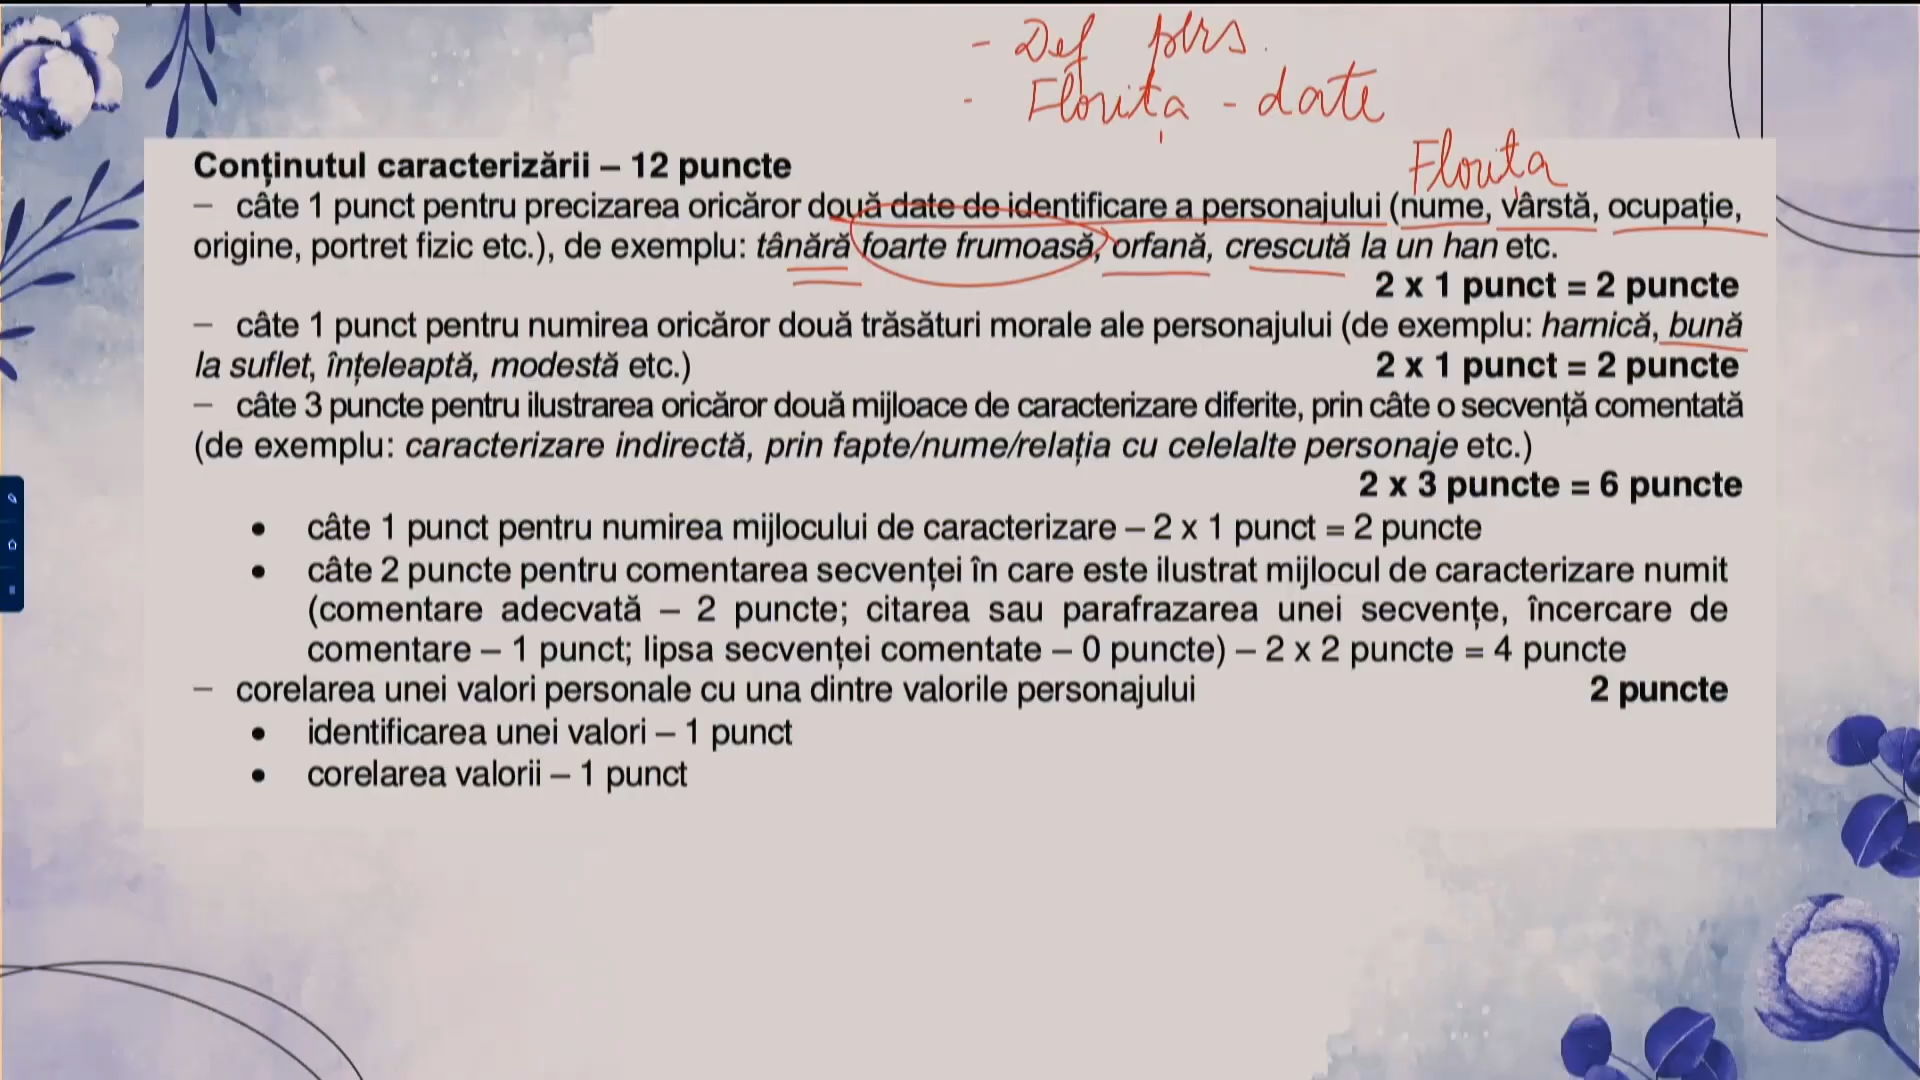 - Def pers.
- Florița - date
Florița
Conținutul caracterizării – 12 puncte
– câte 1 punct pentru precizarea oricăror două date de identificare a personajului (nume, vârstă, ocupație,
origine, portret fizic etc.), de exemplu: tânără foarte frumoasă, orfană, crescută la un han etc.
2 x 1 punct = 2 puncte
– câte 1 punct pentru numirea oricăror două trăsături morale ale personajului (de exemplu: harnică, bună
la suflet, înțeleaptă, modestă etc.)
2 x 1 punct = 2 puncte
– câte 3 puncte pentru ilustrarea oricăror două mijloace de caracterizare diferite, prin câte o secvență comentată
(de exemplu: caracterizare indirectă, prin fapte/nume/relația cu celelalte personaje etc.)
2 x 3 puncte = 6 puncte
• câte 1 punct pentru numirea mijlocului de caracterizare – 2 x 1 punct = 2 puncte
• câte 2 puncte pentru comentarea secvenței în care este ilustrat mijlocul de caracterizare numit
(comentare adecvată – 2 puncte; citarea sau parafrazarea unei secvențe, încercare de
comentare – 1 punct; lipsa secvenței comentate – 0 puncte) – 2 x 2 puncte = 4 puncte
– corelarea unei valori personale cu una dintre valorile personajului 2 puncte
• identificarea unei valori – 1 punct
• corelarea valorii – 1 punct